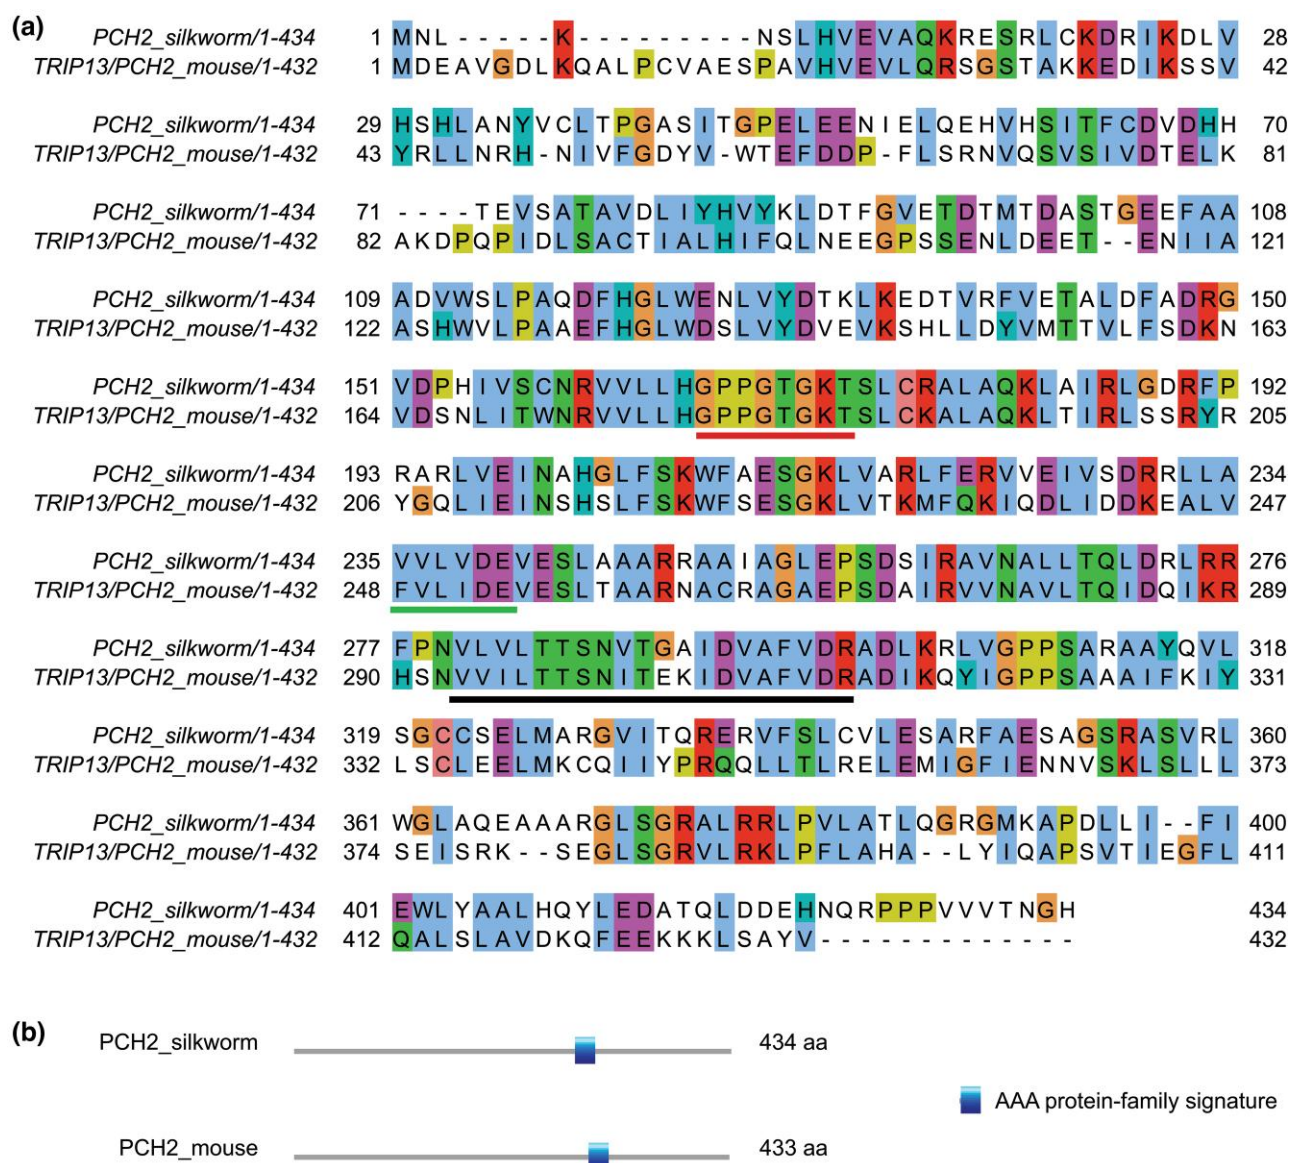 (a)
PCH2_silkworm/1-434 1 MNL-----K---------NSLHVEVAQKRESRLCKDRIKDLV 28
TRIP13/PCH2_mouse/1-432 1 MDEAVGDLKQALPCVAESPAVHVEVLQRSGSTAKKEDIKSSV 42
PCH2_silkworm/1-434 29 HSHLANYVCLTPGASITGPELEENIELQEHVHSITFCDVDHH 70
TRIP13/PCH2_mouse/1-432 43 YRLLNRH-NIVFGDYV-WTEFDDP-FLSRNVQSVSIVDTELK 81
PCH2_silkworm/1-434 71 ----TEVSATAVDLIYHVYKLDTFGVETDTMTDASTGEEFAA 108
TRIP13/PCH2_mouse/1-432 82 AKDPQPIDLSACTIALHIFQLNEEGPSSENLDEET--ENIIA 121
PCH2_silkworm/1-434 109 ADVWSLPAQDFHGLWENLVYDTKLKEDTVRFVETALDFADRG 150
TRIP13/PCH2_mouse/1-432 122 ASHWVLPAAEFHGLWDSLVYDVEVKSHLLDYVMTTVLFSDKN 163
PCH2_silkworm/1-434 151 VDPHIVSCNRVVLLHGPPGTGKTSLCRALAQKLAIRLGDRFP 192
TRIP13/PCH2_mouse/1-432 164 VDSNLITWNRVVLLHGPPGTGKTSLCKALAQKLTIRLSSRYR 205
PCH2_silkworm/1-434 193 RARLVEINAHGLFSKWFAESGKLVARLFERVVEIVSDRRLLA 234
TRIP13/PCH2_mouse/1-432 206 YGQLIEINSHSLFSKWFSESGKLVTKMFQKIQDLIDDKEALV 247
PCH2_silkworm/1-434 235 VVLVDEVESLAAARRAAIAGLEPSDSIRAVNALLTQLDRLRR 276
TRIP13/PCH2_mouse/1-432 248 FVLIDEVESLTAARNACRAGAEPSDAIRVVNAVLTQIDQIKR 289
PCH2_silkworm/1-434 277 FPNVLVLTTSNVTGAIDVAFVDRADLKRLVGPPSARAAYQVL 318
TRIP13/PCH2_mouse/1-432 290 HSNVVILTTSNITEKIDVAFVDRADIKQYIGPPSAAAIFKIY 331
PCH2_silkworm/1-434 319 SGCCSELMARGVITQRERVFSLCVLESARFAESAGSRASVRL 360
TRIP13/PCH2_mouse/1-432 332 LSCLEELMKCQIIYPRQQLLTLRELEMIGFIENNVSKLSLLL 373
PCH2_silkworm/1-434 361 WGLAQEAAARGLSGRALRRLPVLATLQGRGMKAPDLLI--FI 400
TRIP13/PCH2_mouse/1-432 374 SEISRK--SEGLSGRVLRKLPFLAHA--LYIQAPSVTIEGFL 411
PCH2_silkworm/1-434 401 EWLYAALHQYLEDATQLDDEHNQRPPPVVVTNGH 434
TRIP13/PCH2_mouse/1-432 412 QALSLAVDKQFEEKKKLSAYV------------- 432
(b)
PCH2_silkworm 434 aa
AAA protein-family signature
PCH2_mouse 433 aa